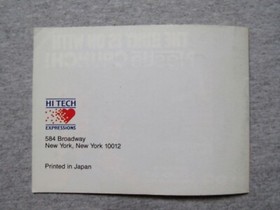 HI TECH
EXPRESSIONS
584 Broadway
New York, New York 10012
Printed in Japan